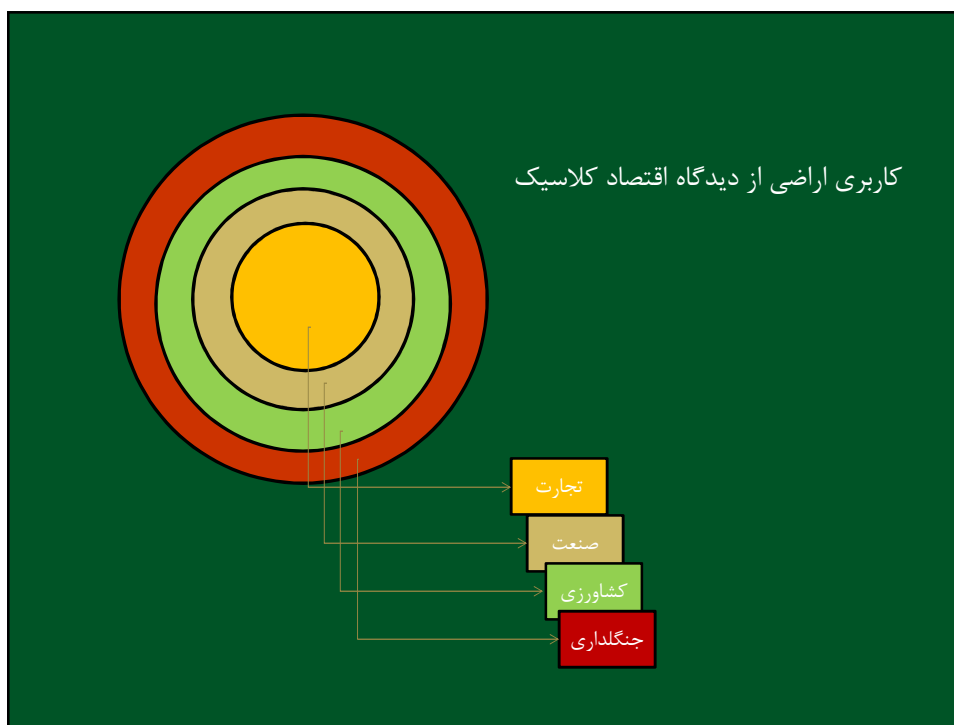 کاربری اراضی از دیدگاه اقتصاد کلاسیک
تجارت
صنعت
کشاورزی
جنگلداری